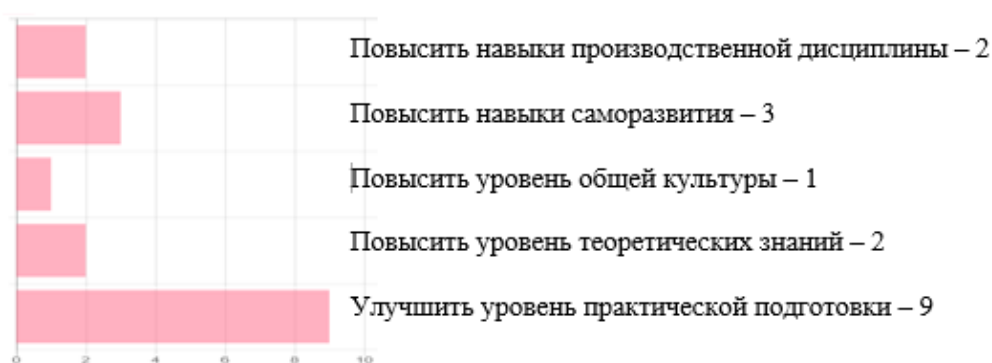 Повысить навыки производственной дисциплины – 2
Повысить навыки саморазвития – 3
Повысить уровень общей культуры – 1
Повысить уровень теоретических знаний – 2
Улучшить уровень практической подготовки – 9
0 2 4 6 8 10